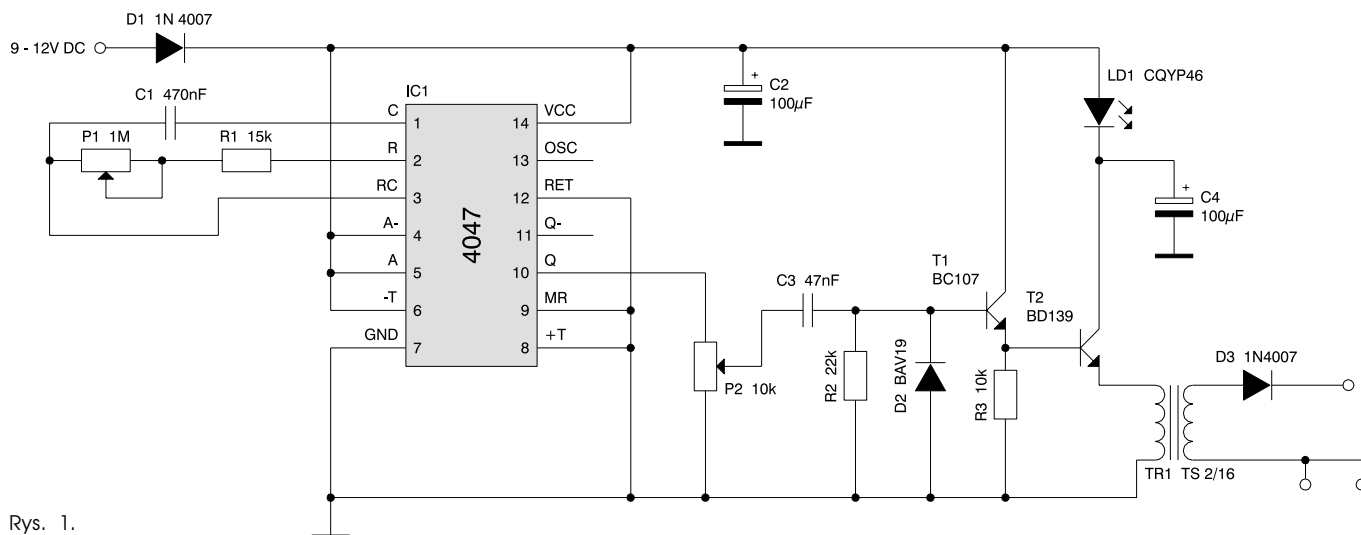 D1 1N 4007
9 - 12V DC
C1 470nF
P1 1M
R1 15k
IC1
4047
C
1
R
2
RC
3
A-
4
A
5
-T
6
GND
7
VCC
14
OSC
13
RET
12
Q-
11
Q
10
MR
9
+T
8
+
C2
100µF
LD1 CQYP46
+
C4
100µF
C3 47nF
T1
BC107
T2
BD139
P2 10k
R2 22k
D2 BAV19
R3 10k
D3 1N4007
TR1 TS 2/16
Rys. 1.